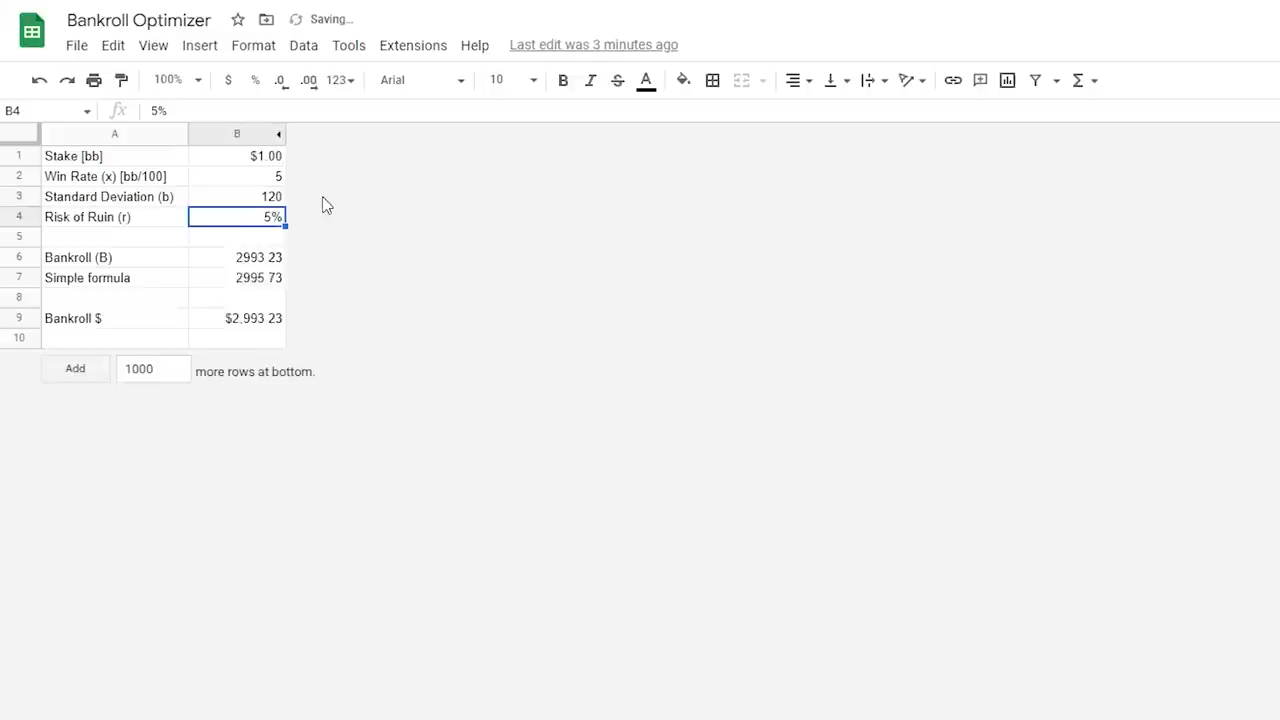 Bankroll Optimizer Saving...
File Edit View Insert Format Data Tools Extensions Help Last edit was 3 minutes ago
100% $ % .0 .00 123 Arial 10 B I S A
B4 fx 5%
A B
1 Stake [bb] $1.00
2 Win Rate (x) [bb/100] 5
3 Standard Deviation (b) 120
4 Risk of Ruin (r) 5%
5
6 Bankroll (B) 2993 23
7 Simple formula 2995 73
8
9 Bankroll $ $2,993 23
10
Add 1000 more rows at bottom.